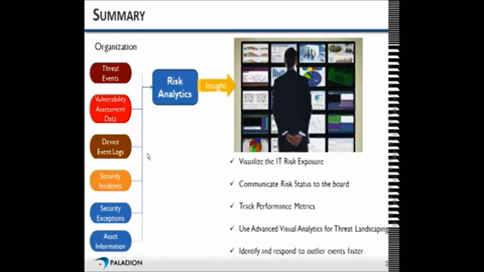 SUMMARY
Organization
Threat
Events
Vulnerability
Assessment
Data
Device
Event Logs
Security
Incidents
Security
Exceptions
Asset
Information
Risk
Analytics
Insight
✓ Visualize the IT Risk Exposure
✓ Communicate Risk Status to the board
✓ Track Performance Metrics
✓ Use Advanced Visual Analytics for Threat Landscaping
✓ Identify and respond to outlier events faster
PALADION